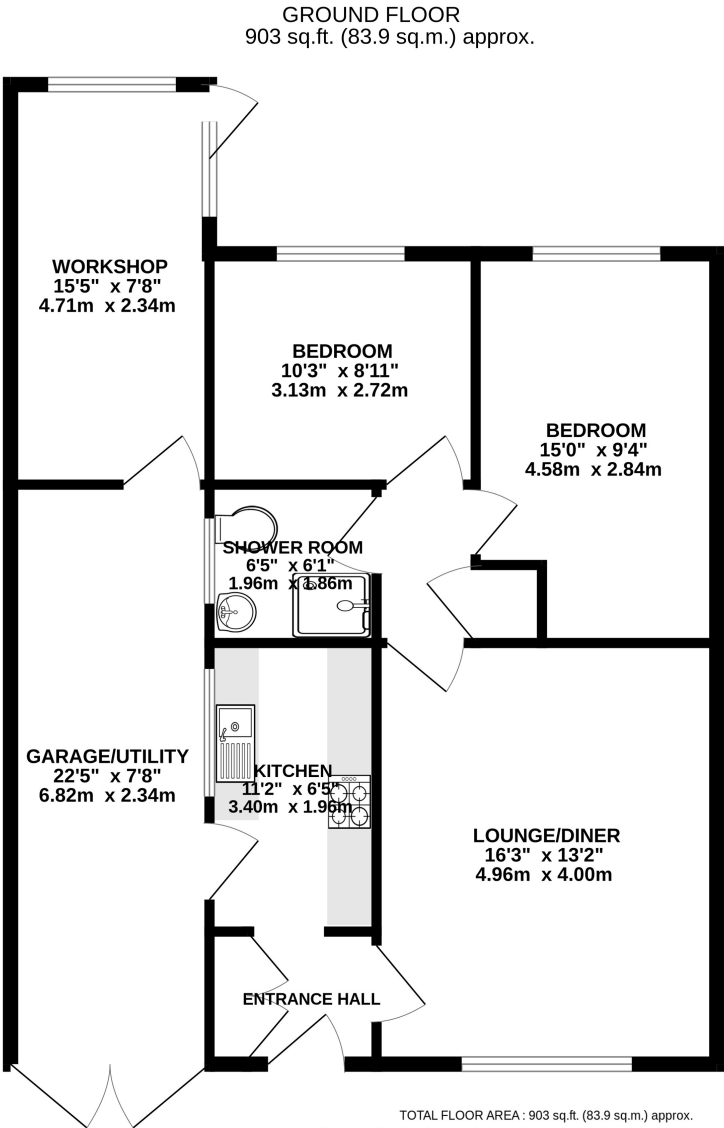 GROUND FLOOR
903 sq.ft. (83.9 sq.m.) approx.
WORKSHOP
15'5" x 7'8"
4.71m x 2.34m
BEDROOM
10'3" x 8'11"
3.13m x 2.72m
BEDROOM
15'0" x 9'4"
4.58m x 2.84m
SHOWER ROOM
6'5" x 6'1"
1.96m x 1.86m
GARAGE/UTILITY
22'5" x 7'8"
6.82m x 2.34m
KITCHEN
11'2" x 6'5"
3.40m x 1.96m
LOUNGE/DINER
16'3" x 13'2"
4.96m x 4.00m
ENTRANCE HALL
TOTAL FLOOR AREA : 903 sq.ft. (83.9 sq.m.) approx.